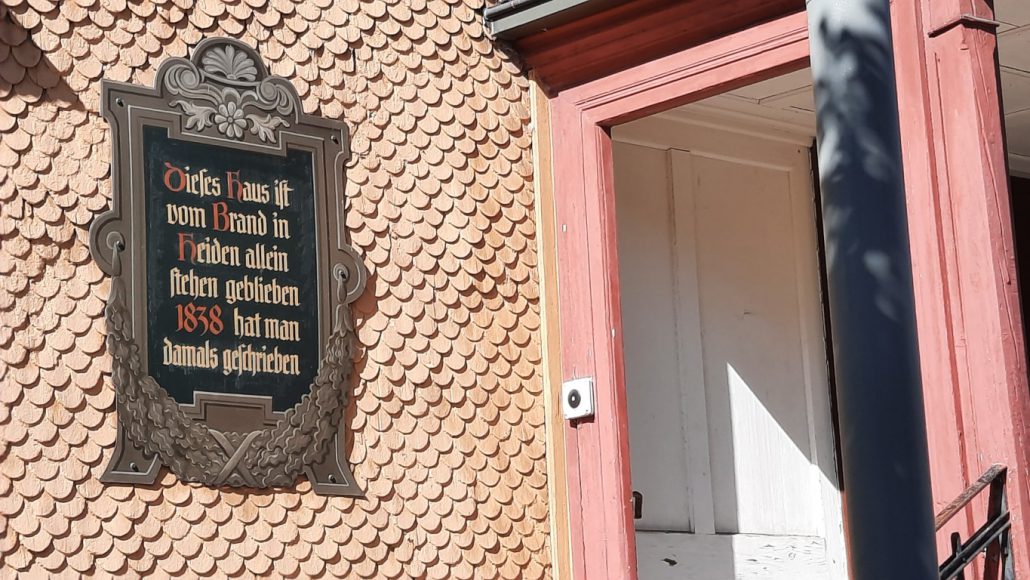 Dieses Haus ist
vom Brand in
Heiden allein
stehen geblieben
1838 hat man
damals geschrieben